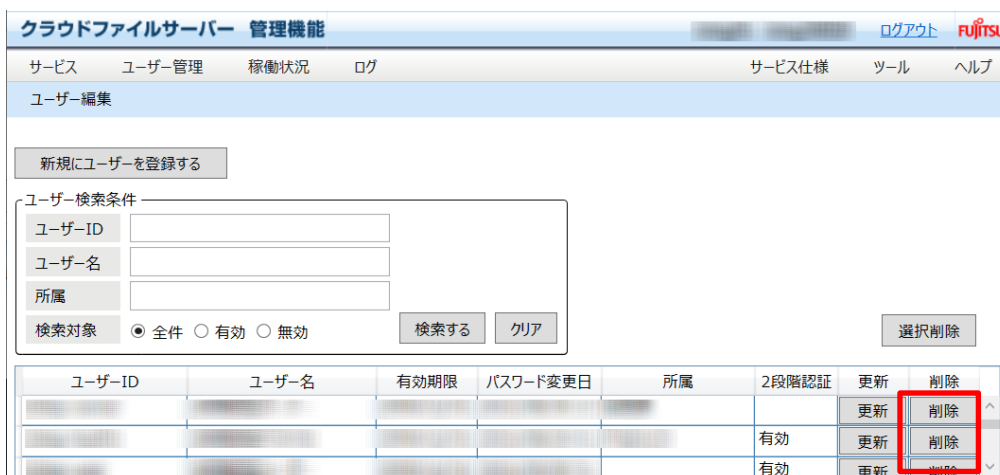 クラウドファイルサーバー 管理機能 ログアウト FUJITSU
サービス ユーザー管理 稼働状況 ログ サービス仕様 ツール ヘルプ
ユーザー編集
新規にユーザーを登録する
ユーザー検索条件
ユーザーID
ユーザー名
所属
検索対象 全件 有効 無効 検索する クリア 選択削除
ユーザーID ユーザー名 有効期限 パスワード変更日 所属 2段階認証 更新 削除
更新 削除
有効 更新 削除
有効 更新 削除